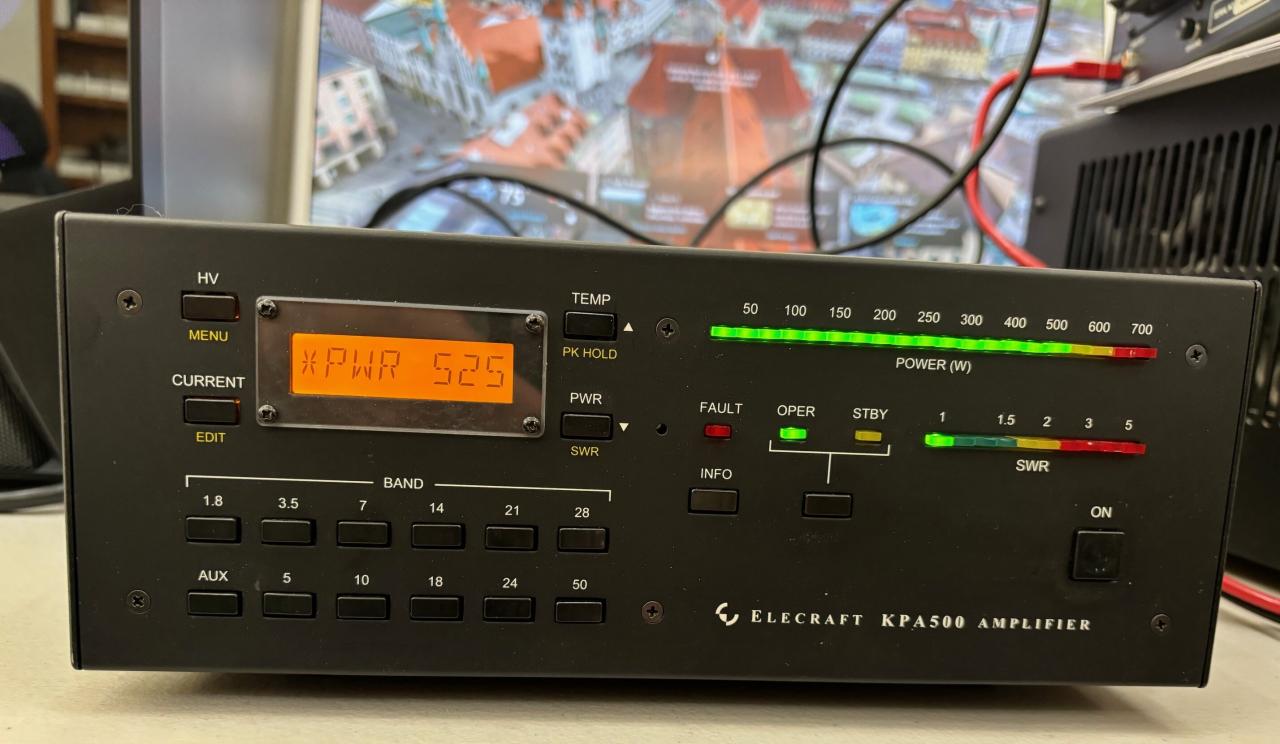 HV
MENU
CURRENT
EDIT
*PWR 525
TEMP
PK HOLD
PWR
SWR
BAND
1.8 3.5 7 14 21 28
AUX 5 10 18 24 50
50 100 150 200 250 300 400 500 600 700
POWER (W)
FAULT OPER STBY
INFO
1 1.5 2 3 5
SWR
ON
ELECRAFT KPA500 AMPLIFIER
73